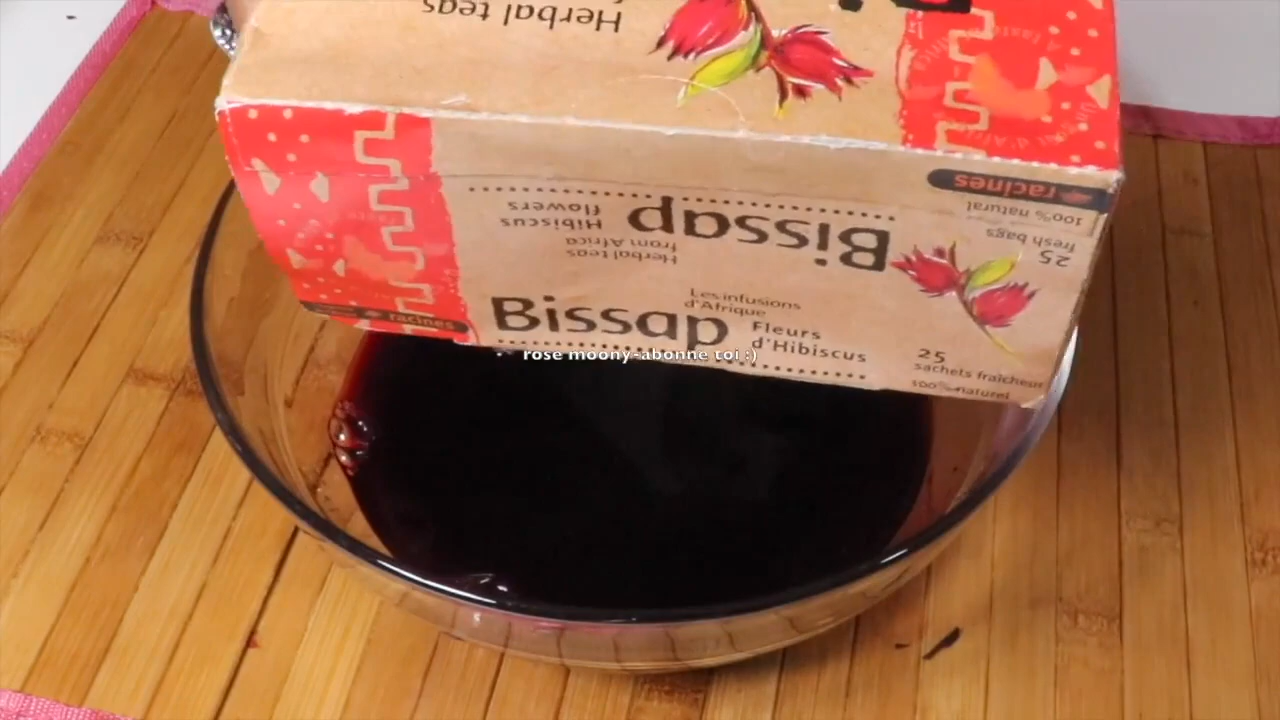 Herbal teas
racines
100% natural
25
fresh bags
Bissap
Hibiscus
flowers
Herbal teas
from Africa
Bissap
Les infusions
d'Afrique
Fleurs
d'Hibiscus
25
sachets fraîcheur
100% naturel
racines
rose moony-abonne toi :)